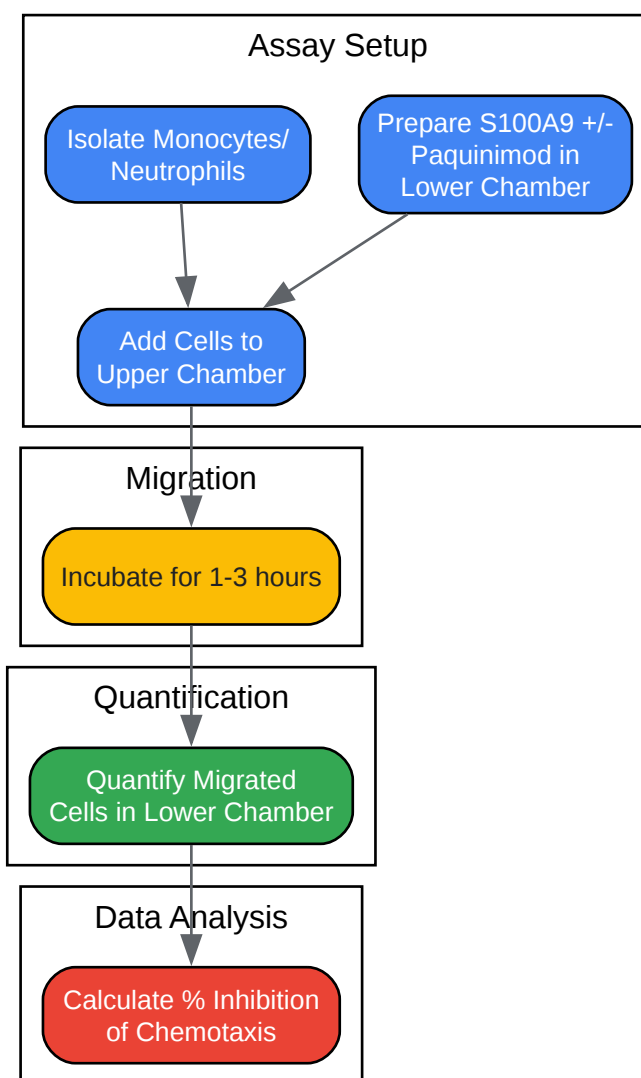 Assay Setup
Isolate Monocytes/
Neutrophils
Prepare S100A9 +/-
Paquinimod in
Lower Chamber
Add Cells to
Upper Chamber
Migration
Incubate for 1-3 hours
Quantification
Quantify Migrated
Cells in Lower Chamber
Data Analysis
Calculate % Inhibition
of Chemotaxis